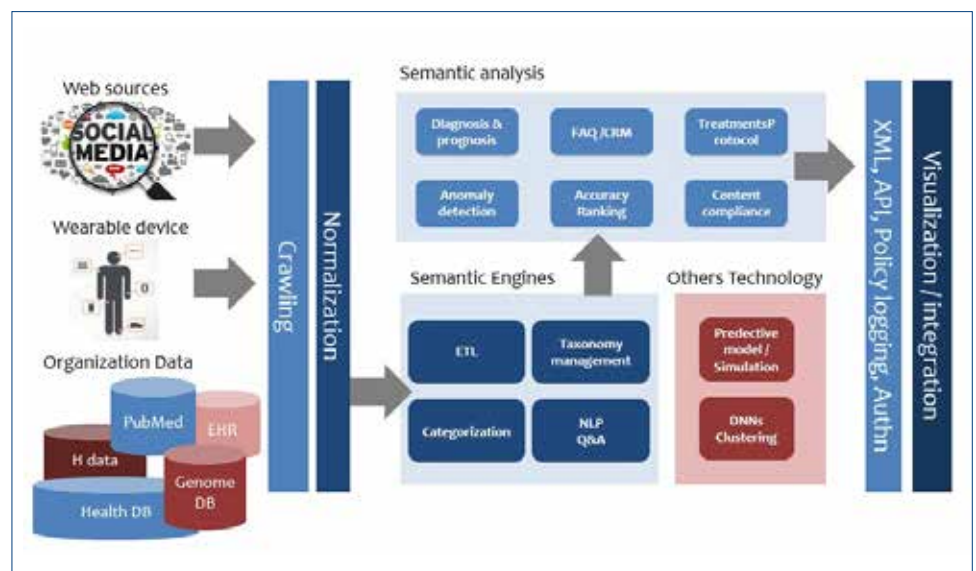 Web sources
SOCIAL
MEDIA
Wearable device
Organization Data
PubMed
EHR
H data
Genome
DB
Health DB
Crawling
Normalization
Semantic analysis
Diagnosis &
prognosis
FAQ /CRM
TreatmentsP
rotocol
Anomaly
detection
Accuracy
Ranking
Content
compliance
Semantic Engines
ETL
Taxonomy
management
Categorization
NLP
Q&A
Others Technology
Predective
model /
Simulation
DNNs
Clustering
XML, API, Policy logging, Authn
Visualization / integration